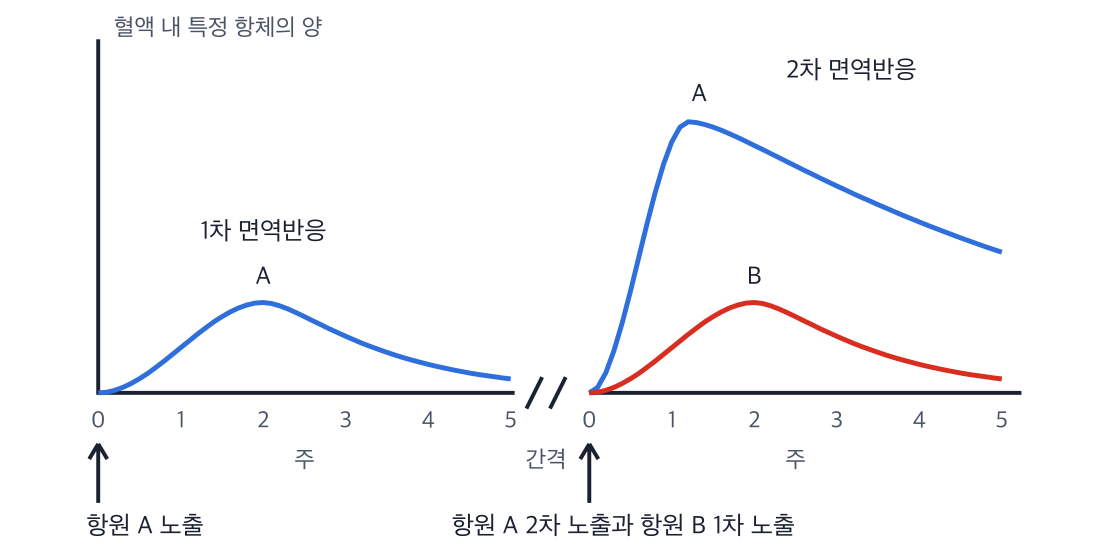 혈액 내 특정 항체의 양
2차 면역반응
A
1차 면역반응
A
B
0 1 2 3 4 5
0 1 2 3 4 5
주
간격
주
항원 A 노출
항원 A 2차 노출과 항원 B 1차 노출